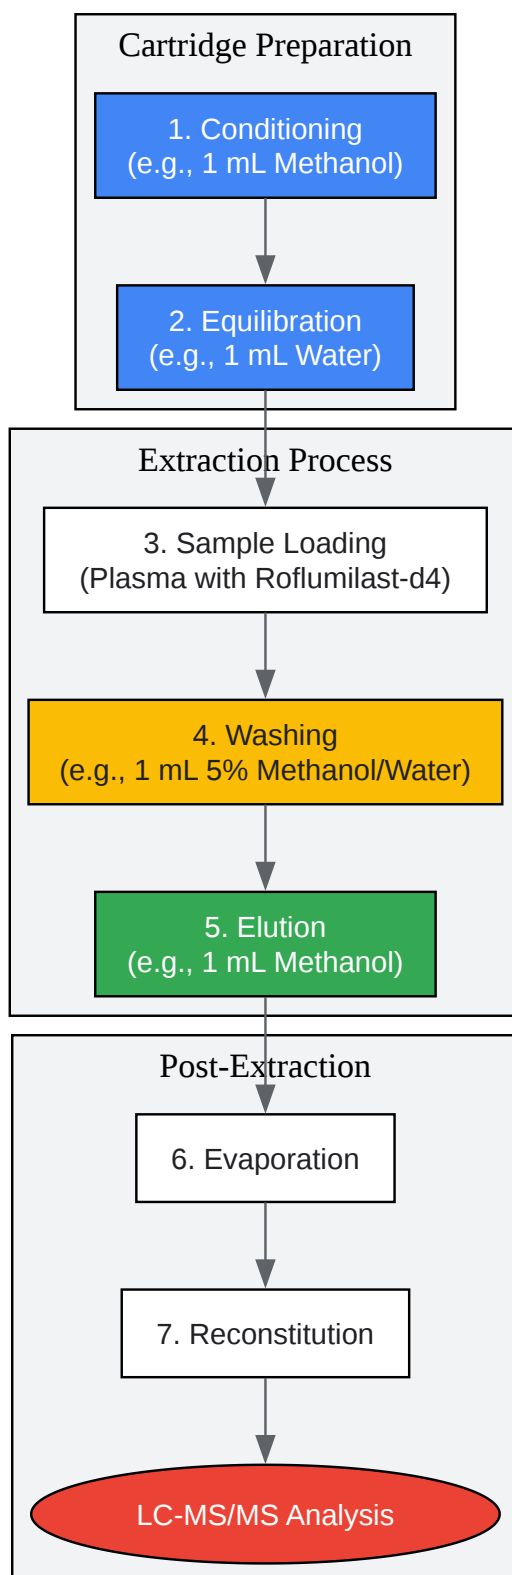 Cartridge Preparation
1. Conditioning
(e.g., 1 mL Methanol)
2. Equilibration
(e.g., 1 mL Water)
Extraction Process
3. Sample Loading
(Plasma with Roflumilast-d4)
4. Washing
(e.g., 1 mL 5% Methanol/Water)
5. Elution
(e.g., 1 mL Methanol)
Post-Extraction
6. Evaporation
7. Reconstitution
LC-MS/MS Analysis